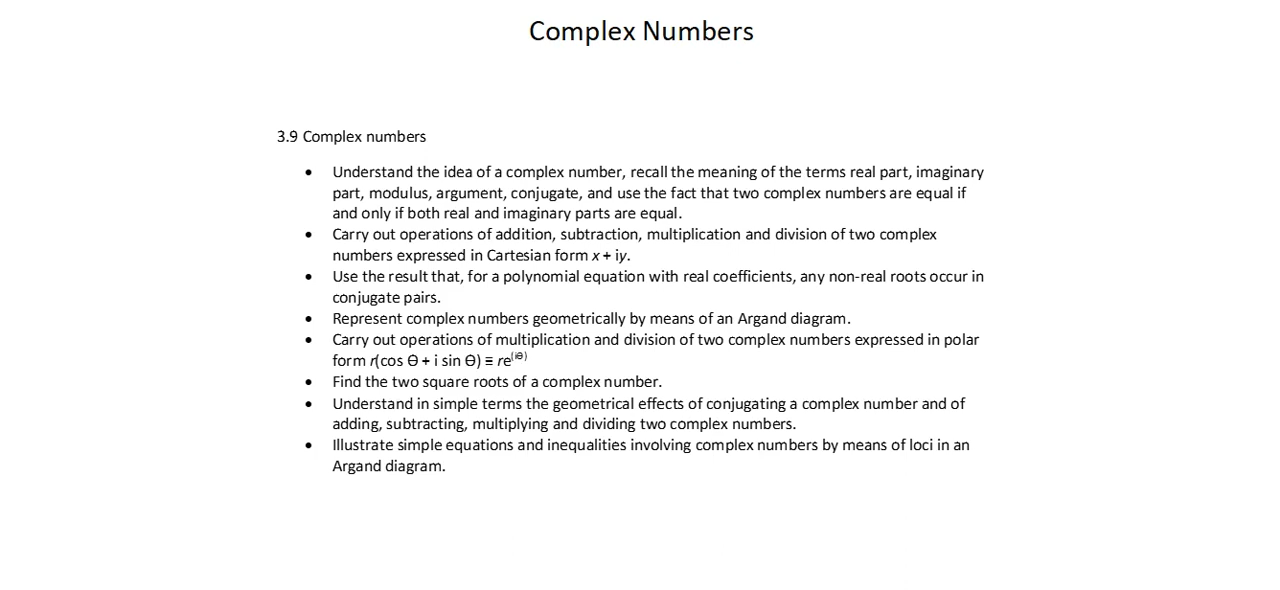 Complex Numbers
3.9 Complex numbers
• Understand the idea of a complex number, recall the meaning of the terms real part, imaginary
part, modulus, argument, conjugate, and use the fact that two complex numbers are equal if
and only if both real and imaginary parts are equal.
• Carry out operations of addition, subtraction, multiplication and division of two complex
numbers expressed in Cartesian form x + iy.
• Use the result that, for a polynomial equation with real coefficients, any non-real roots occur in
conjugate pairs.
• Represent complex numbers geometrically by means of an Argand diagram.
• Carry out operations of multiplication and division of two complex numbers expressed in polar
form r(cos Θ + i sin Θ) ≡ re^(iΘ)
• Find the two square roots of a complex number.
• Understand in simple terms the geometrical effects of conjugating a complex number and of
adding, subtracting, multiplying and dividing two complex numbers.
• Illustrate simple equations and inequalities involving complex numbers by means of loci in an
Argand diagram.